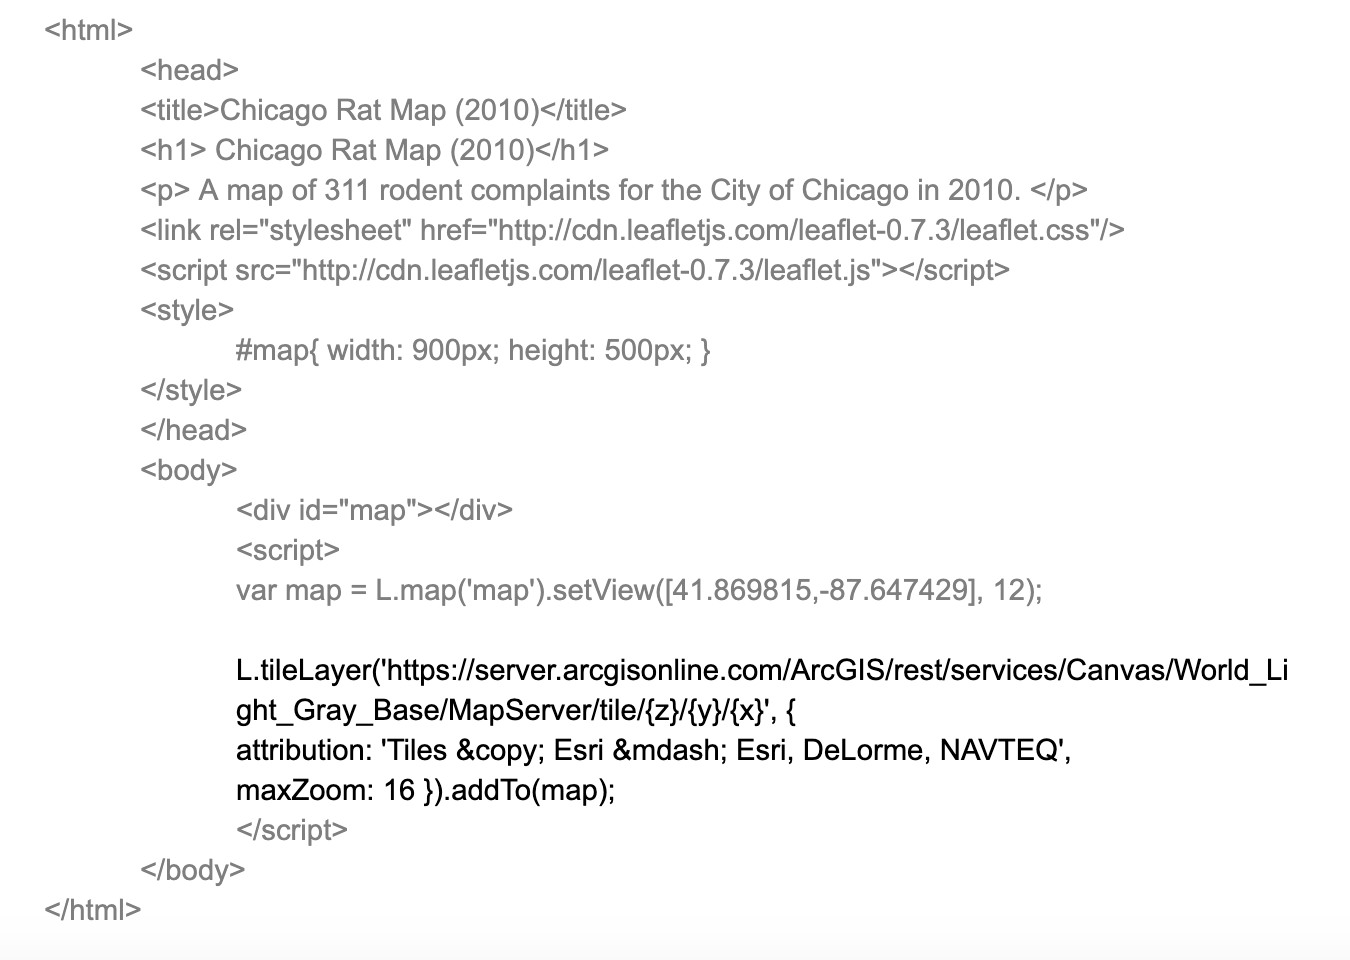 <html>
<head>
<title>Chicago Rat Map (2010)</title>
<h1> Chicago Rat Map (2010)</h1>
<p> A map of 311 rodent complaints for the City of Chicago in 2010. </p>
<link rel="stylesheet" href="http://cdn.leafletjs.com/leaflet-0.7.3/leaflet.css"/>
<script src="http://cdn.leafletjs.com/leaflet-0.7.3/leaflet.js"></script>
<style>
#map{ width: 900px; height: 500px; }
</style>
</head>
<body>
<div id="map"></div>
<script>
var map = L.map('map').setView([41.869815,-87.647429], 12);
L.tileLayer('https://server.arcgisonline.com/ArcGIS/rest/services/Canvas/World_Li
ght_Gray_Base/MapServer/tile/{z}/{y}/{x}', {
attribution: 'Tiles &copy; Esri &mdash; Esri, DeLorme, NAVTEQ',
maxZoom: 16 }).addTo(map);
</script>
</body>
</html>